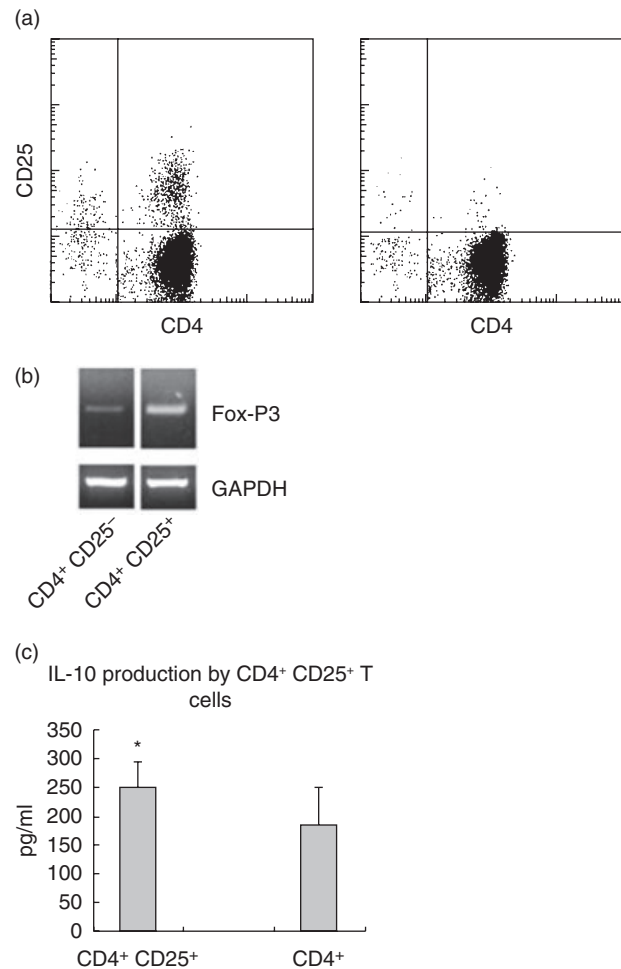 (a)
CD25
CD4
CD4
(b)
Fox-P3
GAPDH
CD4⁺ CD25⁻
CD4⁺ CD25⁺
(c)
IL-10 production by CD4⁺ CD25⁺ T
cells
350
300
250
200
150
100
50
0
pg/ml
*
CD4⁺ CD25⁺
CD4⁺